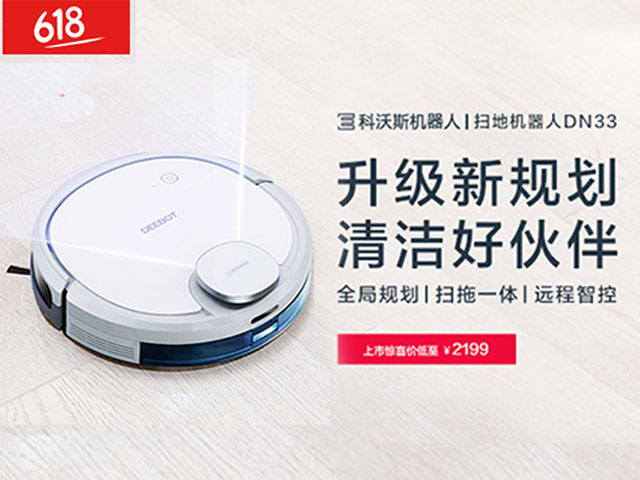 618
科沃斯机器人|扫地机器人DN33
升级新规划
清洁好伙伴
全局规划|扫拖一体|远程智控
上市惊喜价低至 ¥2199
DEEBOT